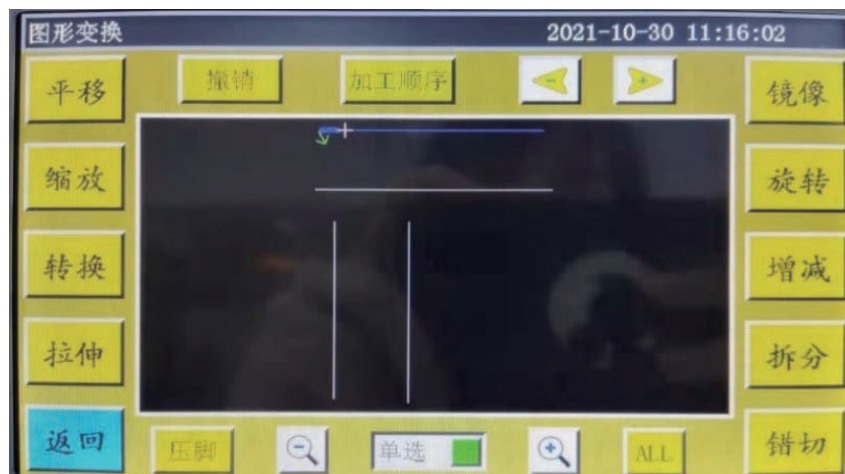 图形变换 2021-10-30 11:16:02
平移 撤销 加工顺序 - + 镜像
缩放 旋转
转换 增减
拉伸 拆分
返回 压脚 单选 ALL 错切